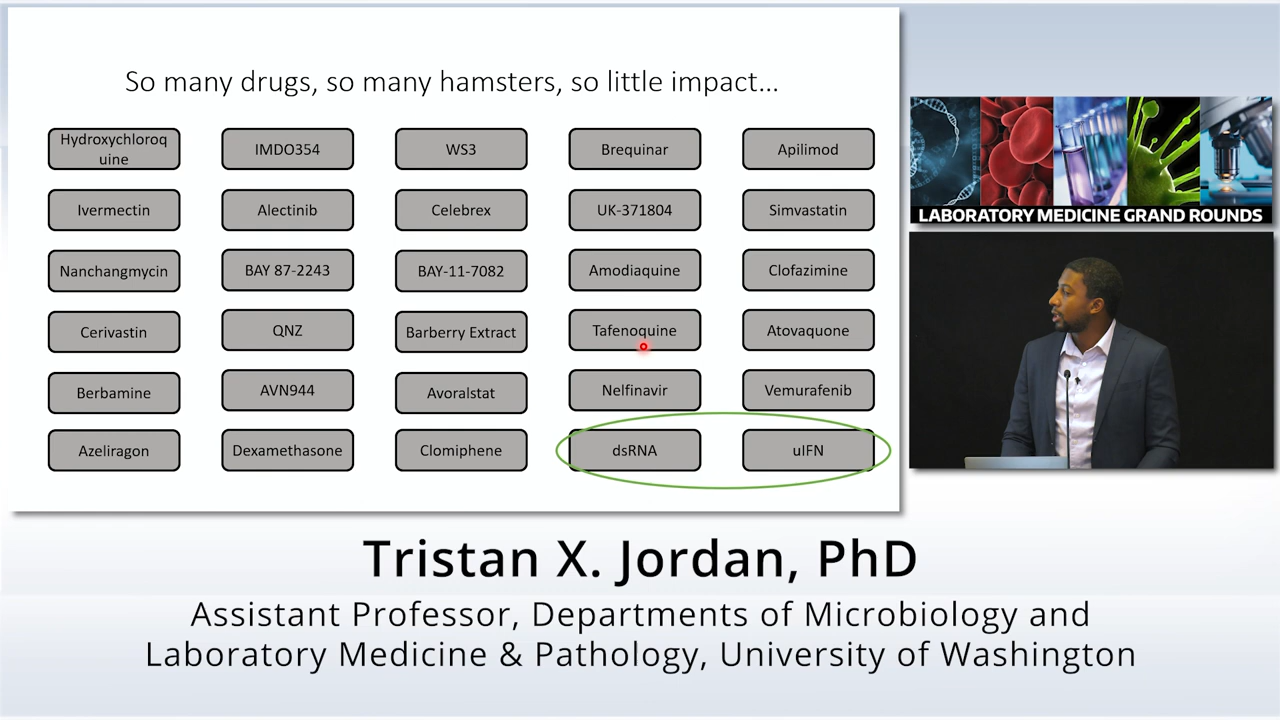 So many drugs, so many hamsters, so little impact...
Hydroxychloroq
uine
IMDO354
WS3
Brequinar
Apilimod
Ivermectin
Alectinib
Celebrex
UK-371804
Simvastatin
Nanchangmycin
BAY 87-2243
BAY-11-7082
Amodiaquine
Clofazimine
Cerivastin
QNZ
Barberry Extract
Tafenoquine
Atovaquone
Berbamine
AVN944
Avoralstat
Nelfinavir
Vemurafenib
Azeliragon
Dexamethasone
Clomiphene
dsRNA
uIFN
LABORATORY MEDICINE GRAND ROUNDS
Tristan X. Jordan, PhD
Assistant Professor, Departments of Microbiology and
Laboratory Medicine & Pathology, University of Washington